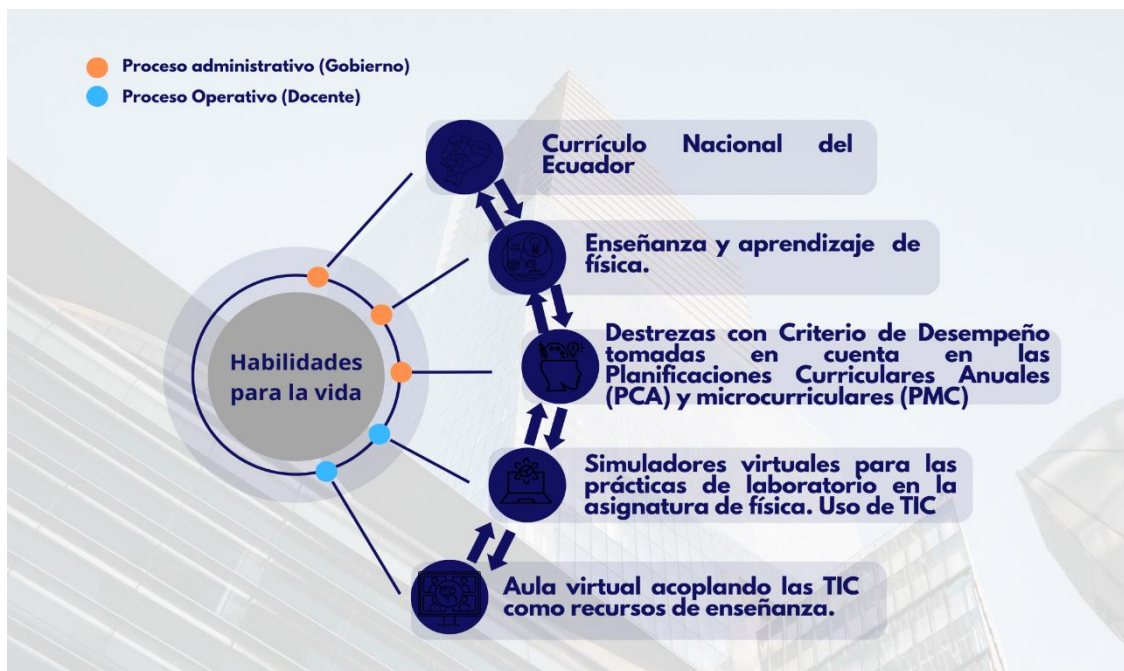 Proceso administrativo (Gobierno)
Proceso Operativo (Docente)
Currículo Nacional del
Ecuador
Enseñanza y aprendizaje de
física.
Habilidades
para la vida
Destrezas con Criterio de Desempeño
tomadas en cuenta en las
Planificaciones Curriculares Anuales
(PCA) y microcurriculares (PMC)
Simuladores virtuales para las
prácticas de laboratorio en la
asignatura de física. Uso de TIC
Aula virtual acoplando las TIC
como recursos de enseñanza.